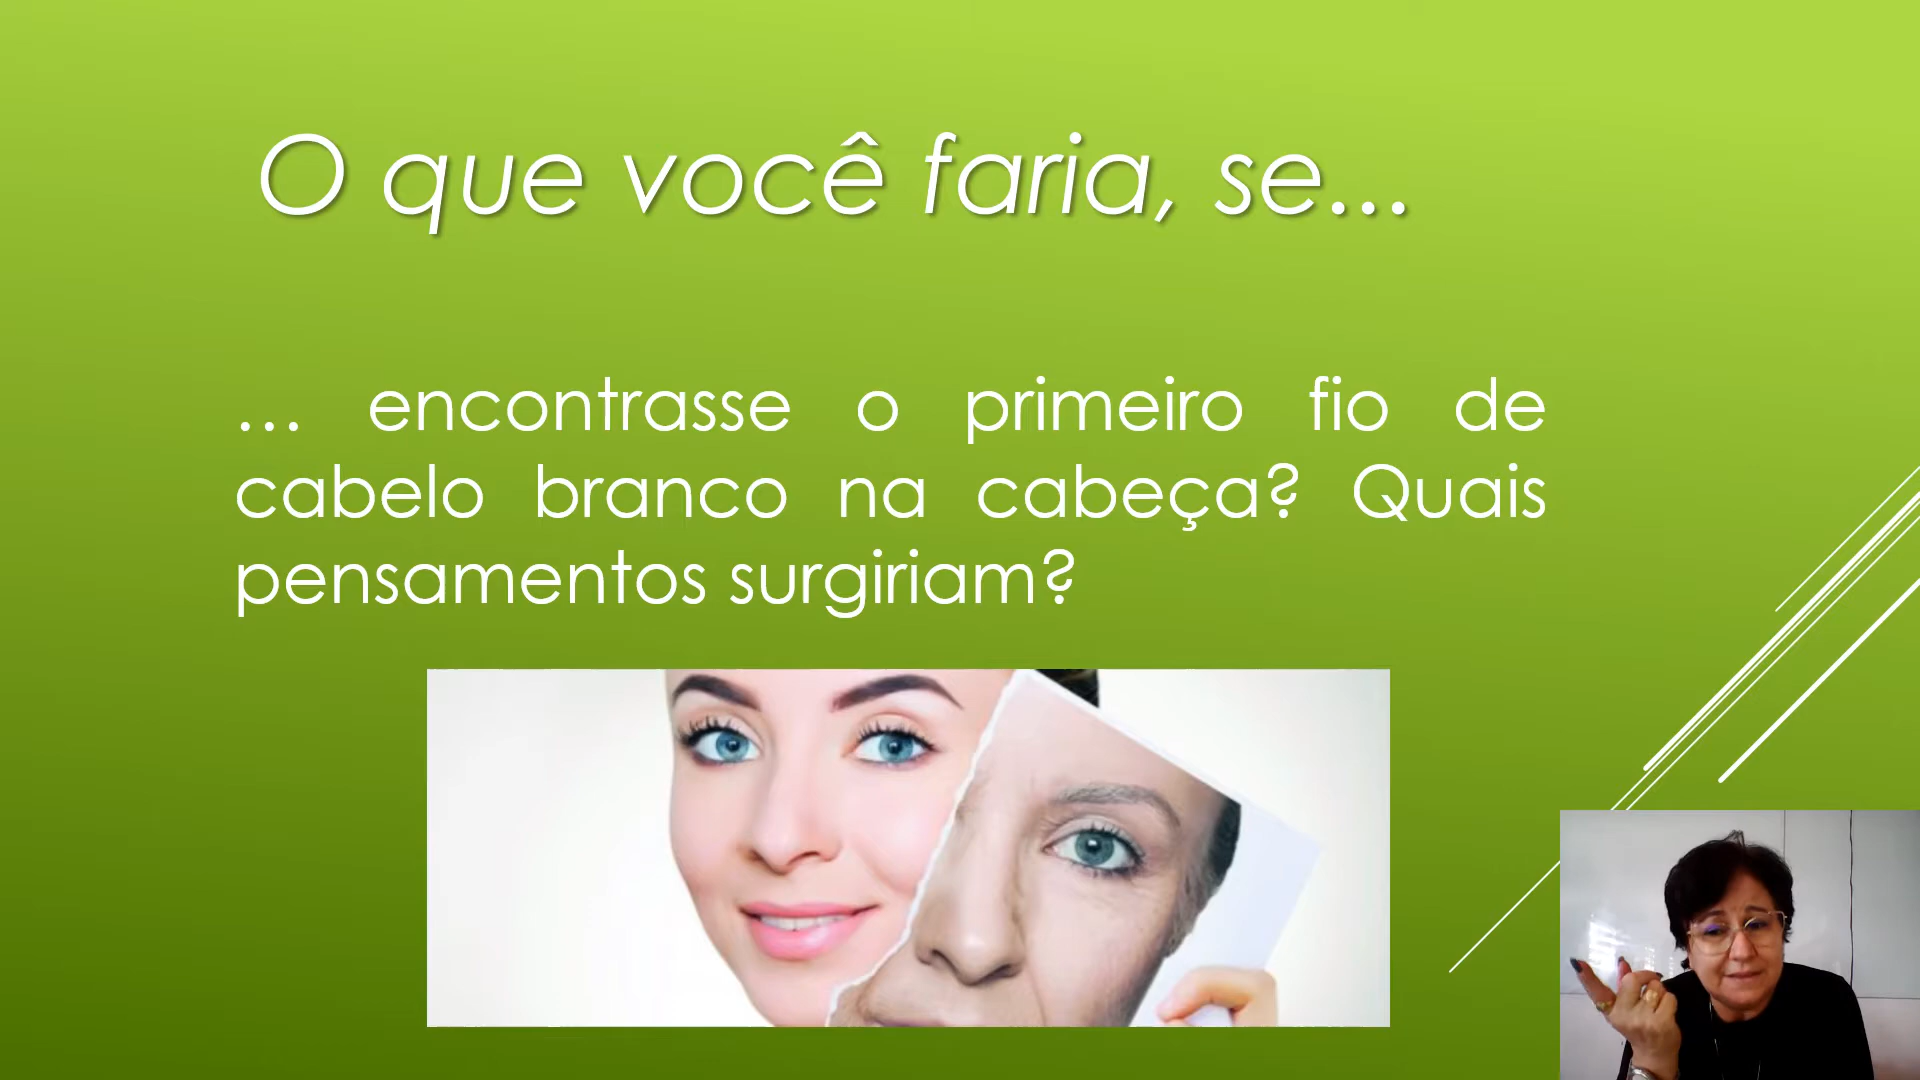 O que você faria, se...
... encontrasse o primeiro fio de
cabelo branco na cabeça? Quais
pensamentos surgiriam?